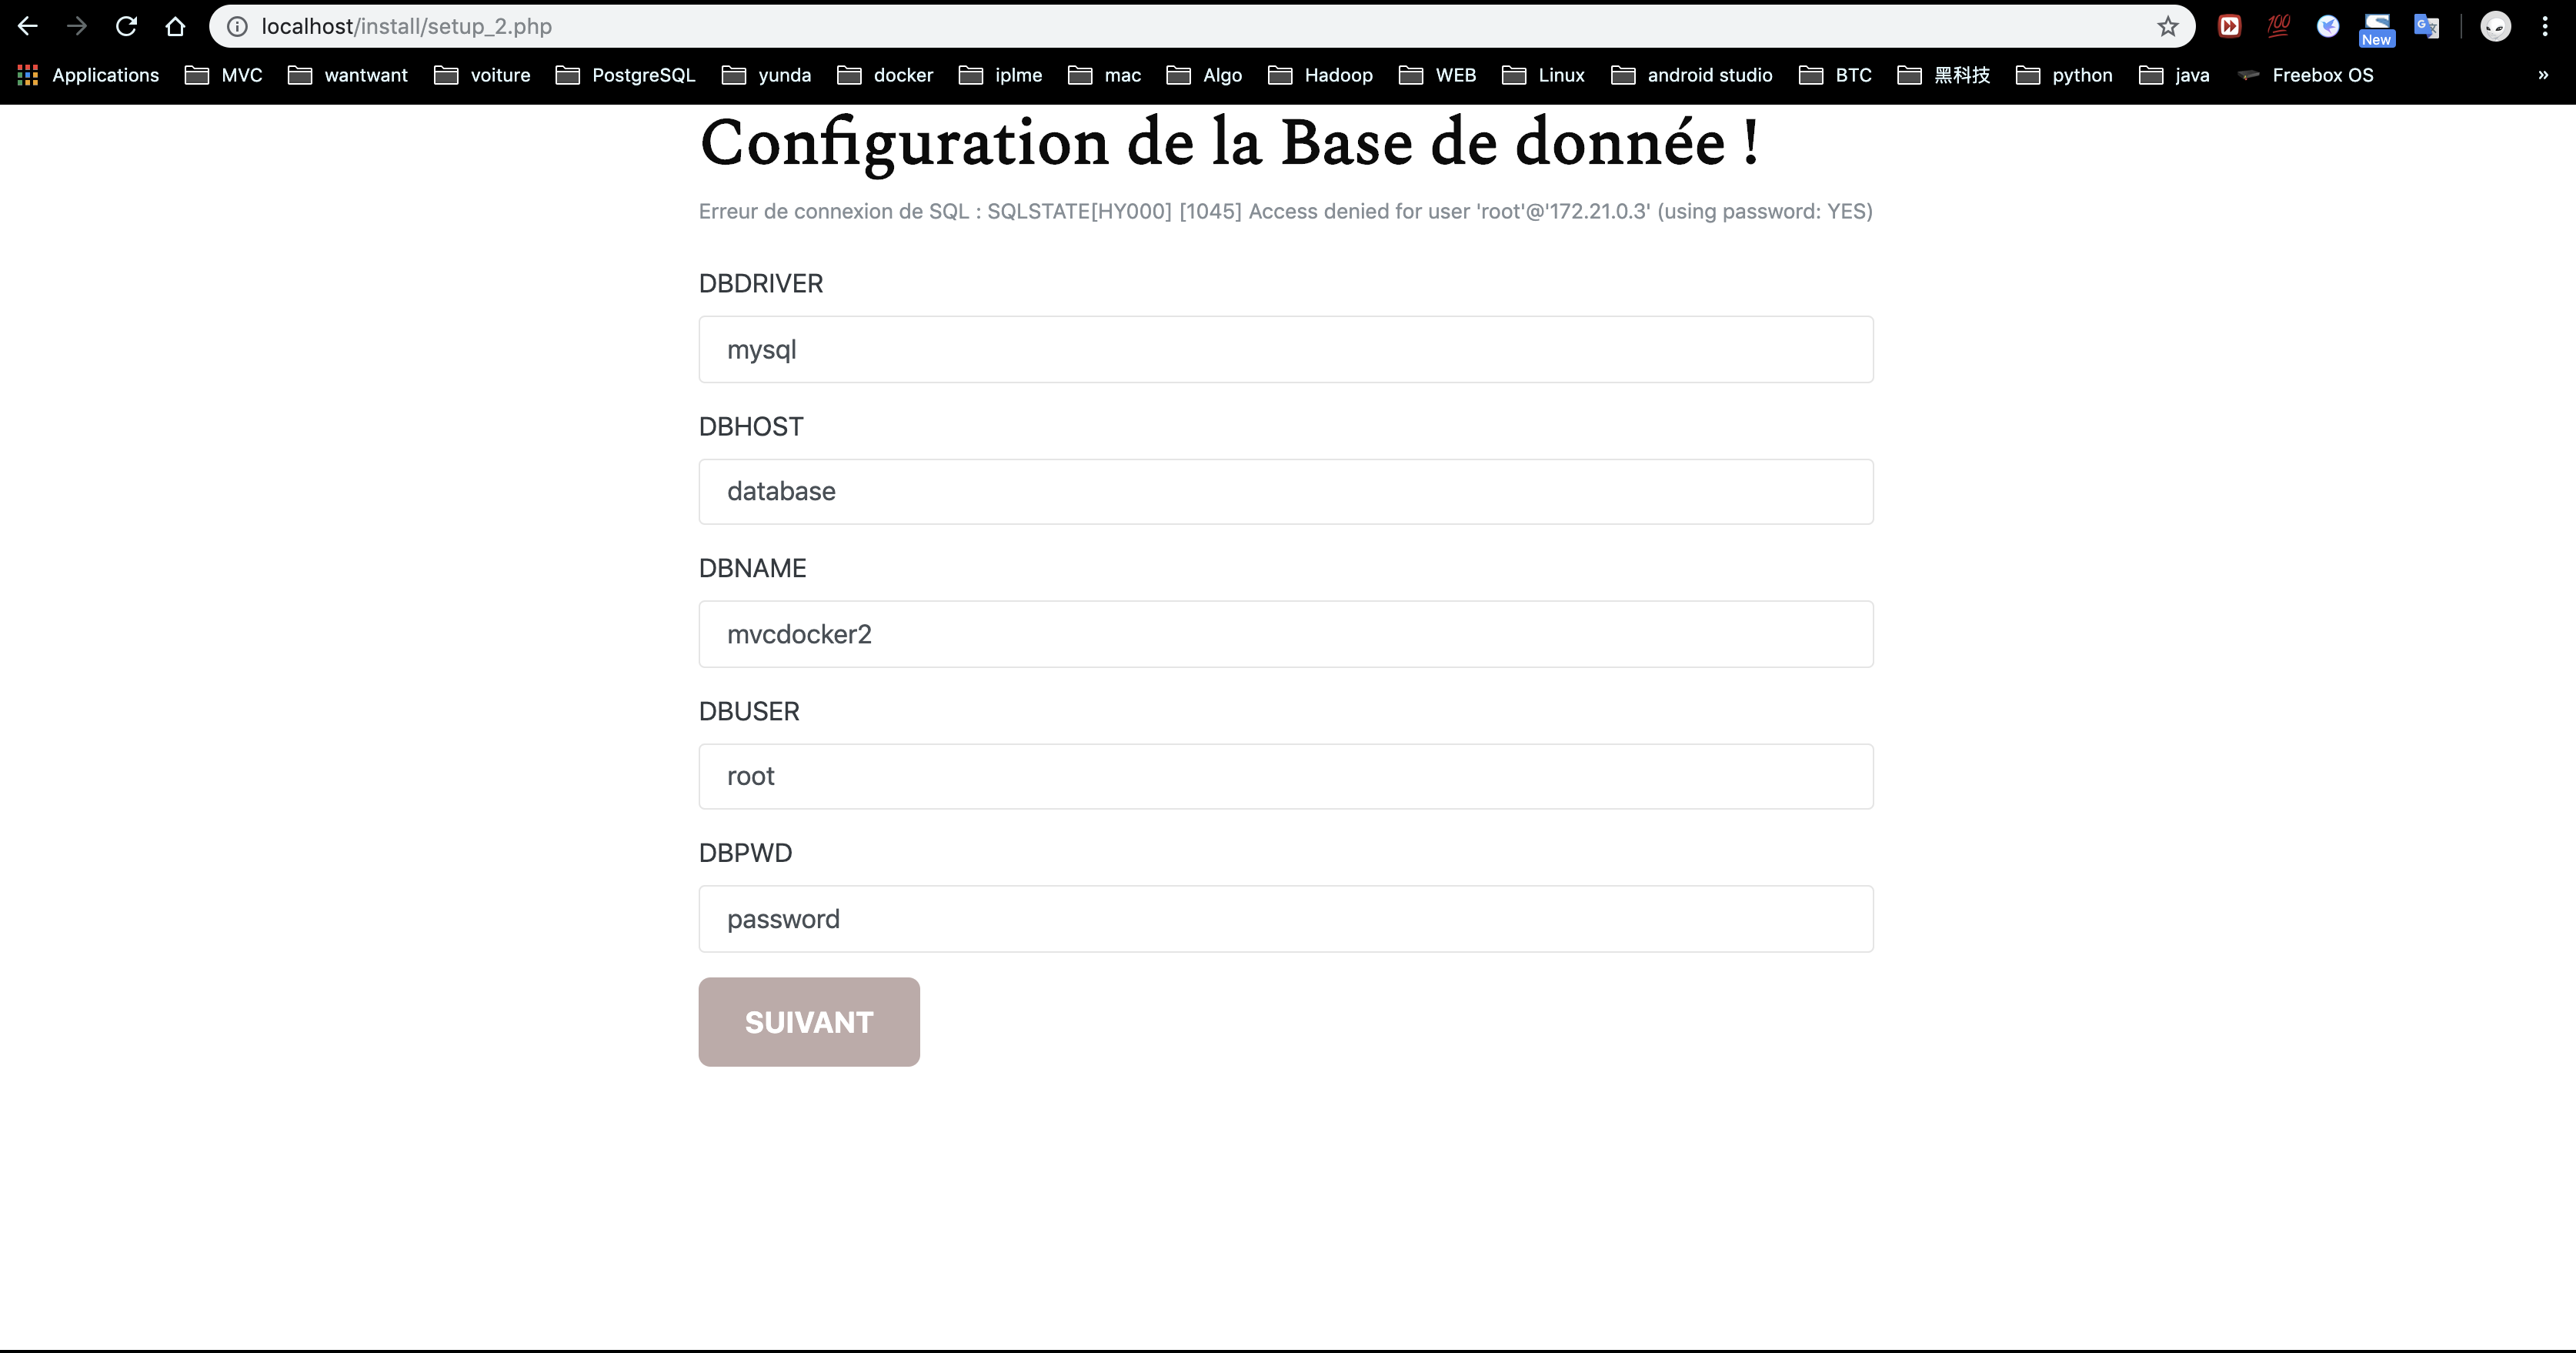 localhost/install/setup_2.php
100
New
Applications MVC wantwant voiture PostgreSQL yunda docker iplme mac Algo Hadoop WEB Linux android studio BTC 黑科技 python java Freebox OS »
Configuration de la Base de donnée !
Erreur de connexion de SQL : SQLSTATE[HY000] [1045] Access denied for user 'root'@'172.21.0.3' (using password: YES)
DBDRIVER
mysql
DBHOST
database
DBNAME
mvcdocker2
DBUSER
root
DBPWD
password
SUIVANT